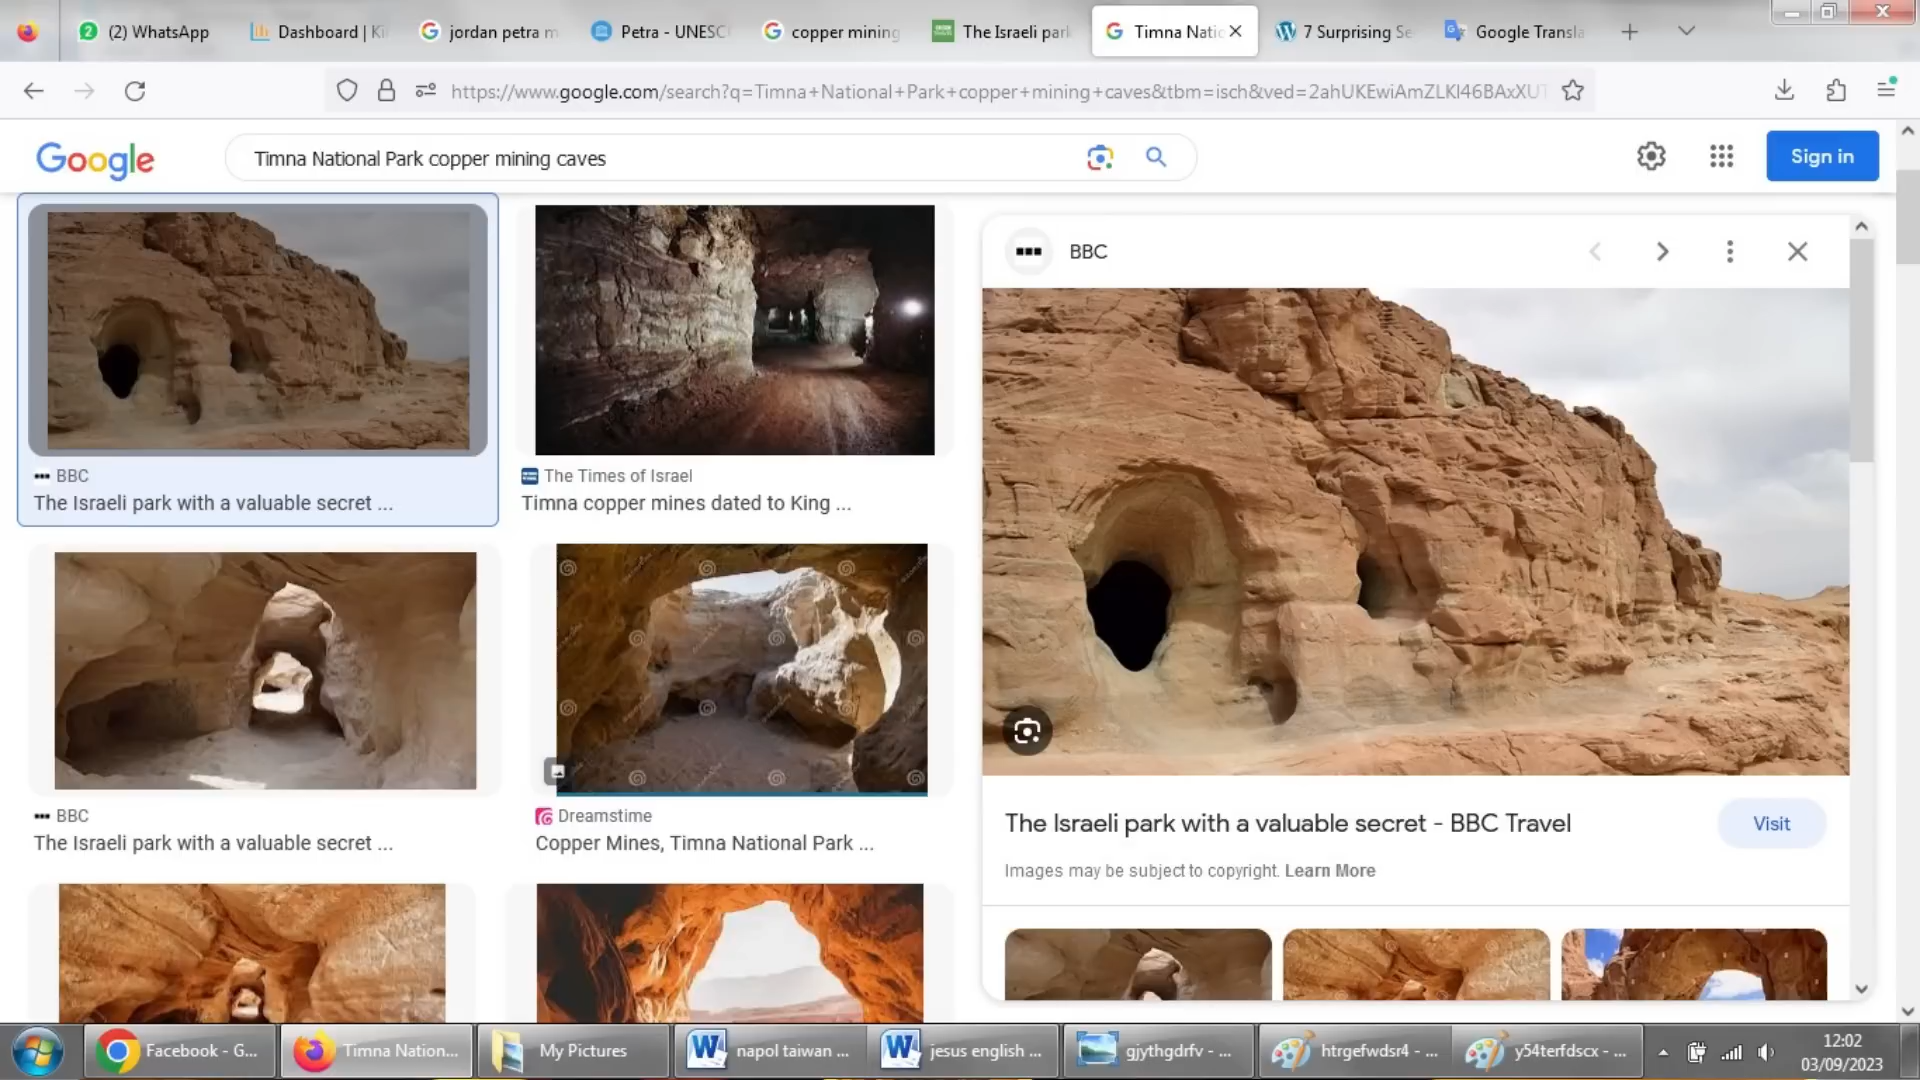 (2) WhatsApp
Dashboard | Ki
jordan petra m
Petra - UNESC
copper mining
The Israeli park
Timna Natio
7 Surprising Se
Google Transla
https://www.google.com/search?q=Timna+National+Park+copper+mining+caves&tbm=isch&ved=2ahUKEwiAmZLKl46BAxXUT
Google
Timna National Park copper mining caves
Sign in
BBC
The Israeli park with a valuable secret ...
The Times of Israel
Timna copper mines dated to King ...
BBC
The Israeli park with a valuable secret ...
Dreamstime
Copper Mines, Timna National Park ...
BBC
The Israeli park with a valuable secret - BBC Travel
Visit
Images may be subject to copyright. Learn More
Facebook - G...
Timna Nation...
My Pictures
napol taiwan ...
jesus english ...
gjythgdrfv - ...
htrgefwdsr4 - ...
y54terfdscx - ...
12:02
03/09/2023